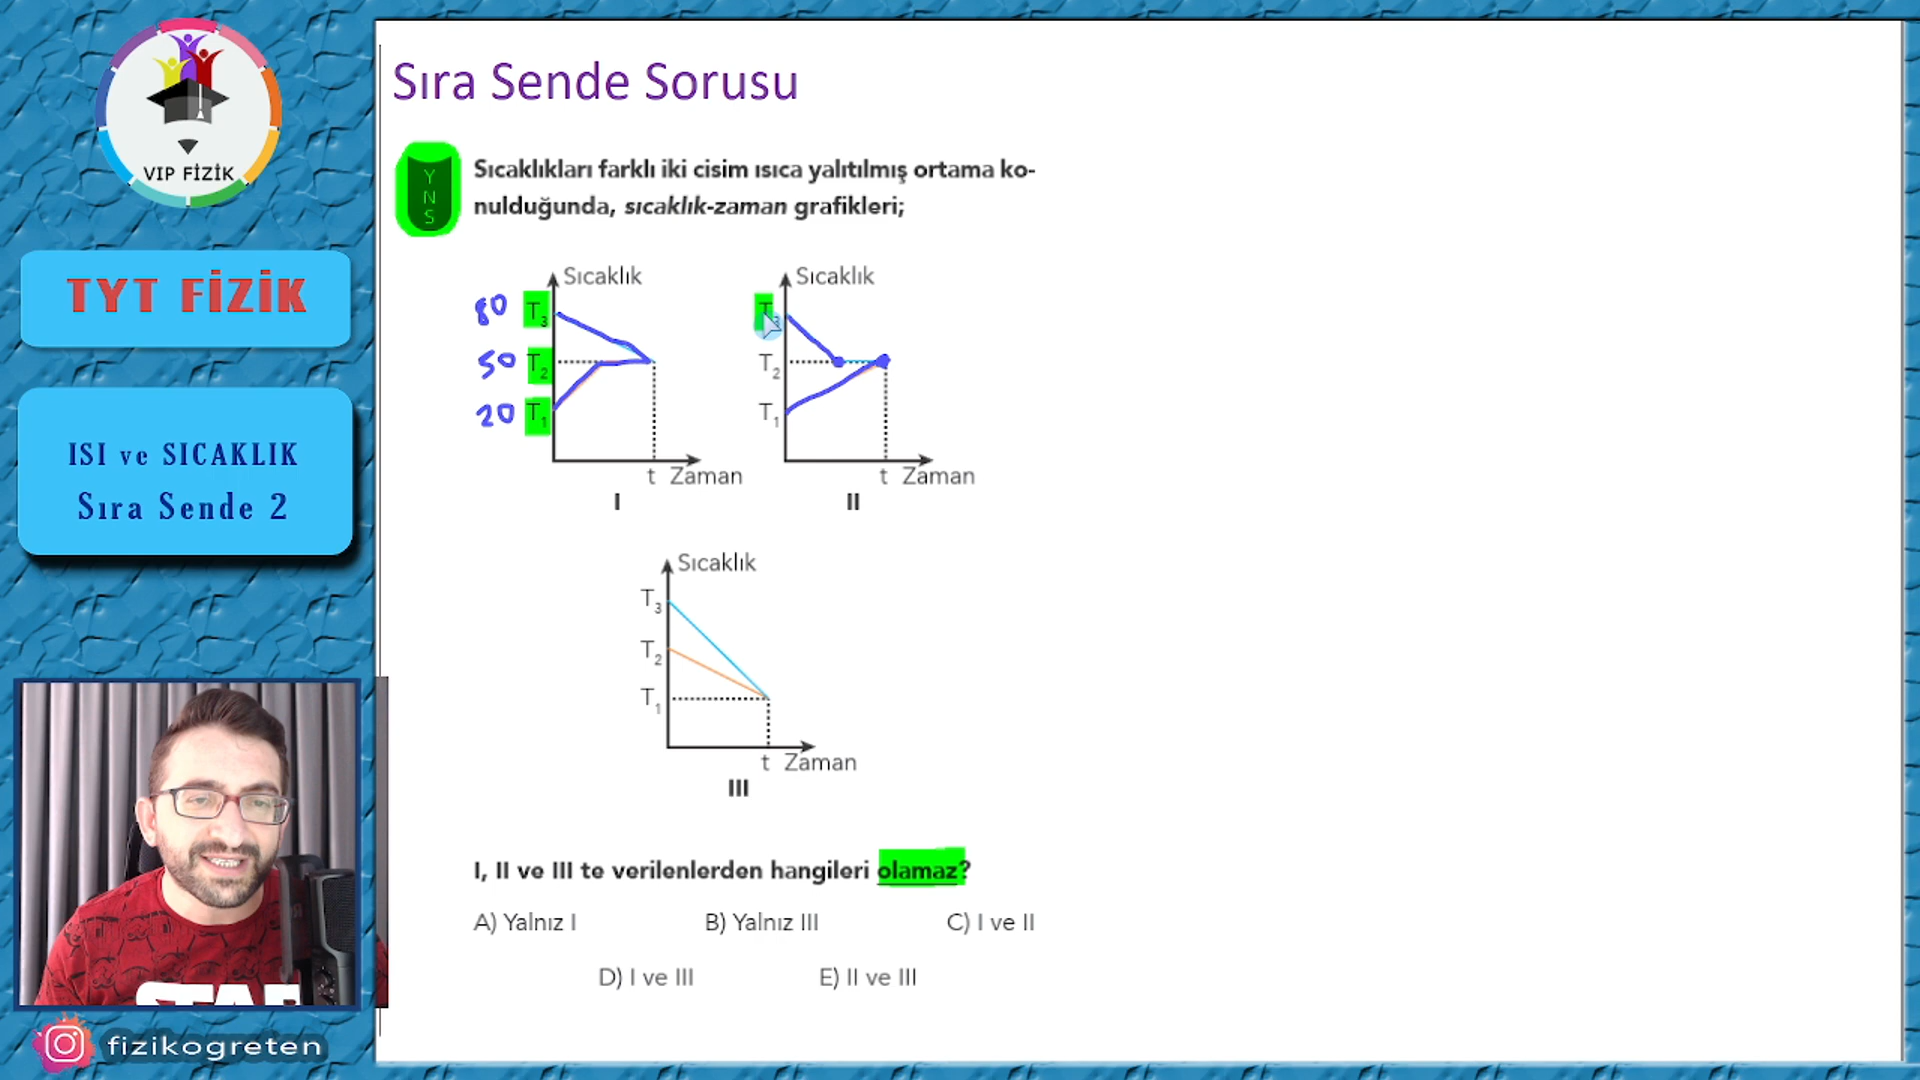 VIP FİZİK
TYT FİZİK
ISI ve SICAKLIK
Sıra Sende 2
fizikogreten
Sıra Sende Sorusu
Y
N
S
Sıcaklıkları farklı iki cisim ısıca yalıtılmış ortama ko-
nulduğunda, sıcaklık-zaman grafikleri;
Sıcaklık
80 T3
50 T2
20 T1
t Zaman
I
Sıcaklık
T3
T2
T1
t Zaman
II
Sıcaklık
T3
T2
T1
t Zaman
III
I, II ve III te verilenlerden hangileri olamaz?
A) Yalnız I B) Yalnız III C) I ve II
D) I ve III E) II ve III